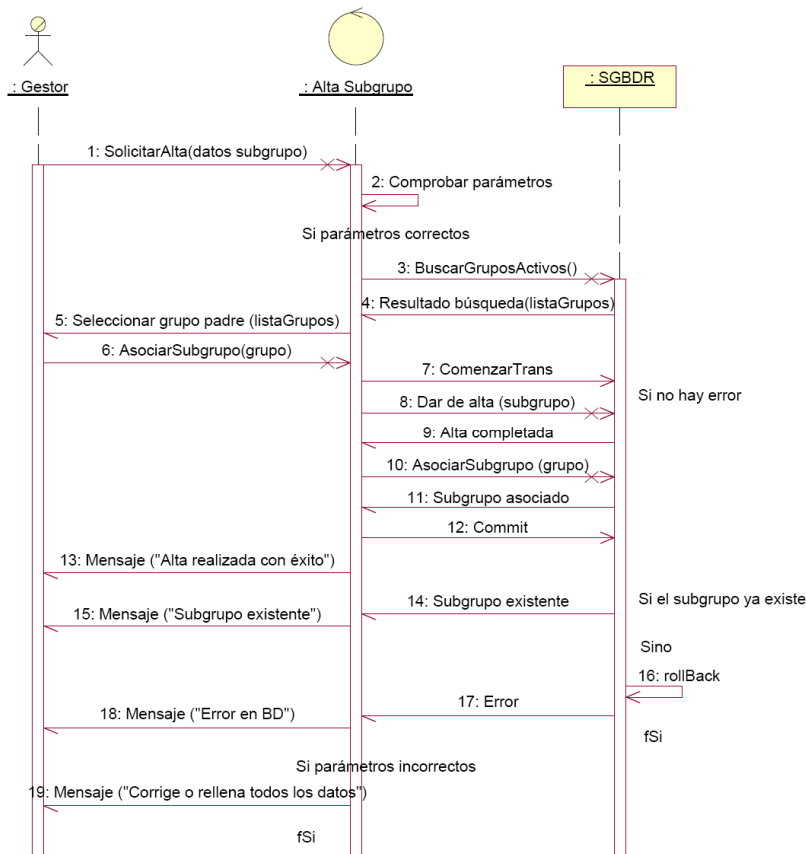 : Gestor
: Alta Subgrupo
: SGBDR
1: SolicitarAlta(datos subgrupo)
2: Comprobar parámetros
Si parámetros correctos
3: BuscarGruposActivos()
4: Resultado búsqueda(listaGrupos)
5: Seleccionar grupo padre (listaGrupos)
6: AsociarSubgrupo(grupo)
7: ComenzarTrans
Si no hay error
8: Dar de alta (subgrupo)
9: Alta completada
10: AsociarSubgrupo (grupo)
11: Subgrupo asociado
12: Commit
13: Mensaje ("Alta realizada con éxito")
14: Subgrupo existente
Si el subgrupo ya existe
15: Mensaje ("Subgrupo existente")
Sino
16: rollBack
17: Error
18: Mensaje ("Error en BD")
fSi
Si parámetros incorrectos
19: Mensaje ("Corrige o rellena todos los datos")
fSi